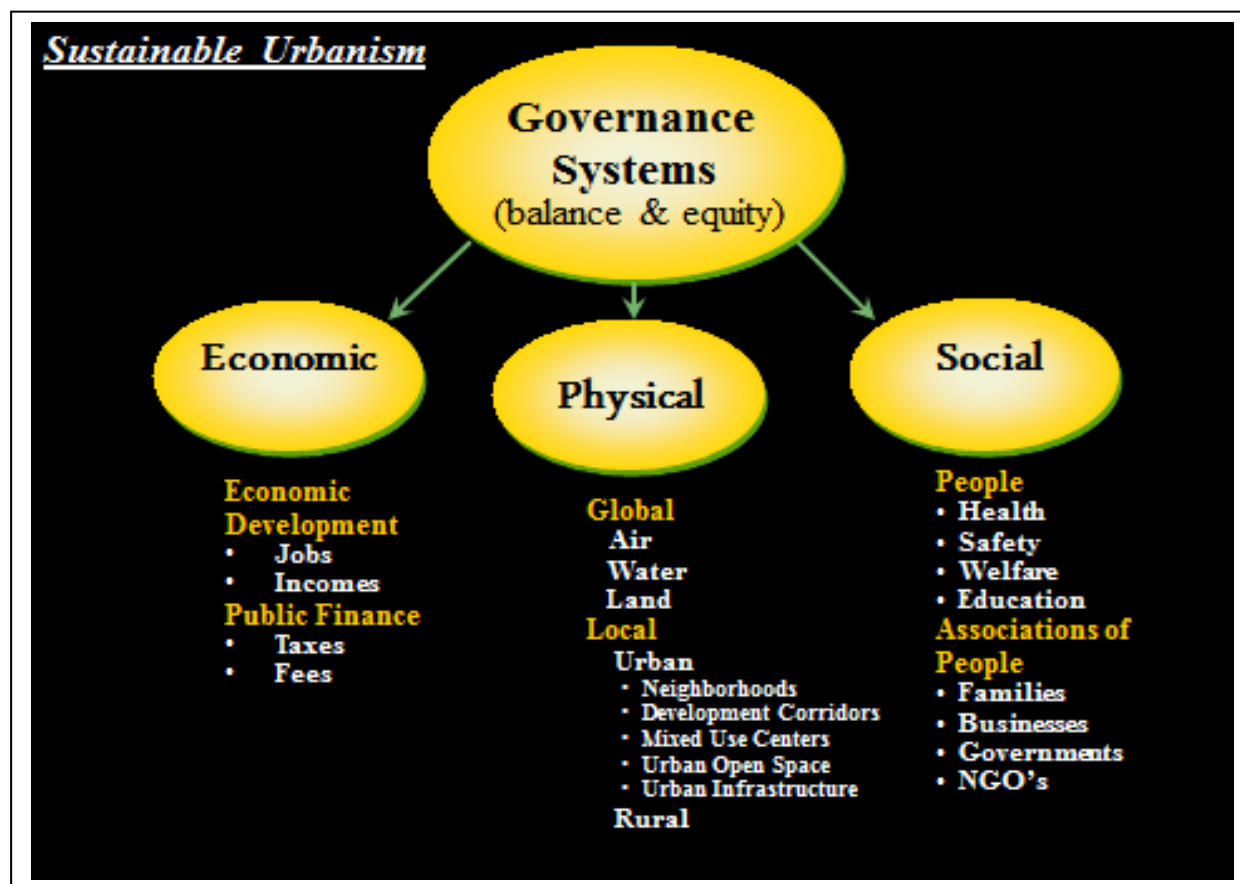 Sustainable Urbanism
Governance
Systems
(balance & equity)
Economic
Physical
Social
Economic
Development
• Jobs
• Incomes
Public Finance
• Taxes
• Fees
Global
Air
Water
Land
Local
Urban
• Neighborhoods
• Development Corridors
• Mixed Use Centers
• Urban Open Space
• Urban Infrastructure
Rural
People
• Health
• Safety
• Welfare
• Education
Associations of
People
• Families
• Businesses
• Governments
• NGO’s